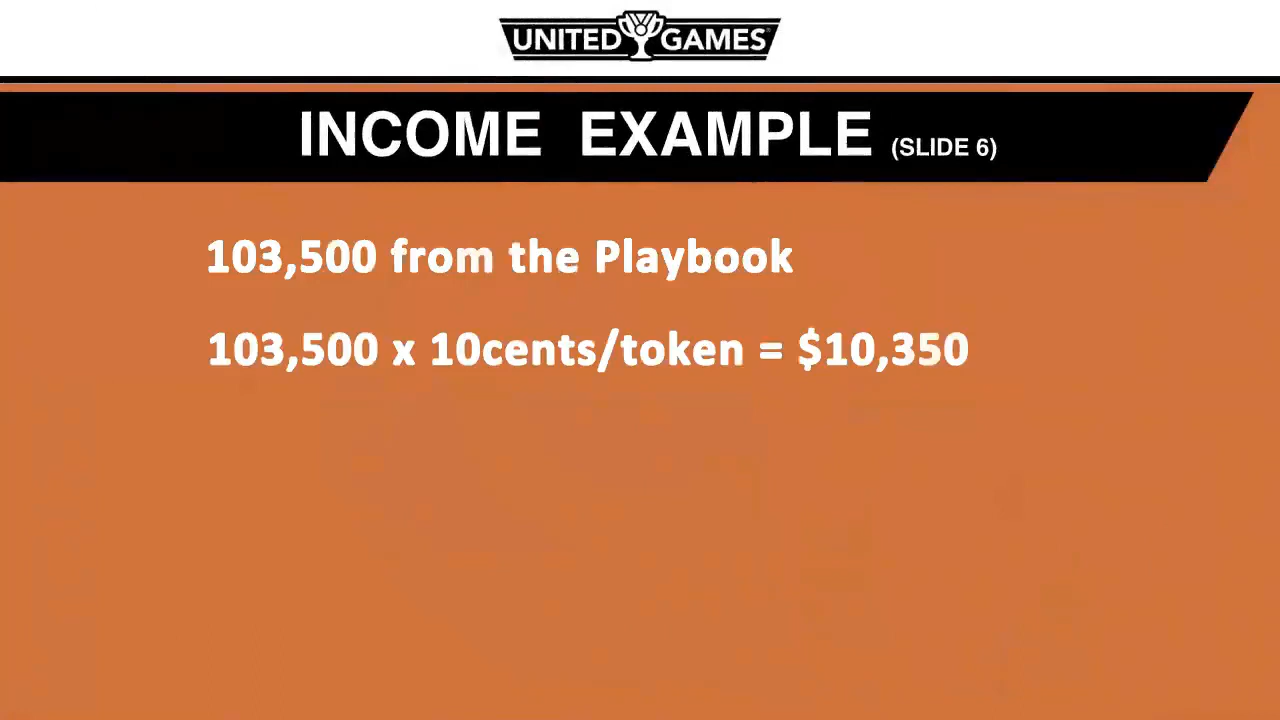 UNITED GAMES
INCOME EXAMPLE (SLIDE 6)
103,500 from the Playbook
103,500 x 10cents/token = $10,350